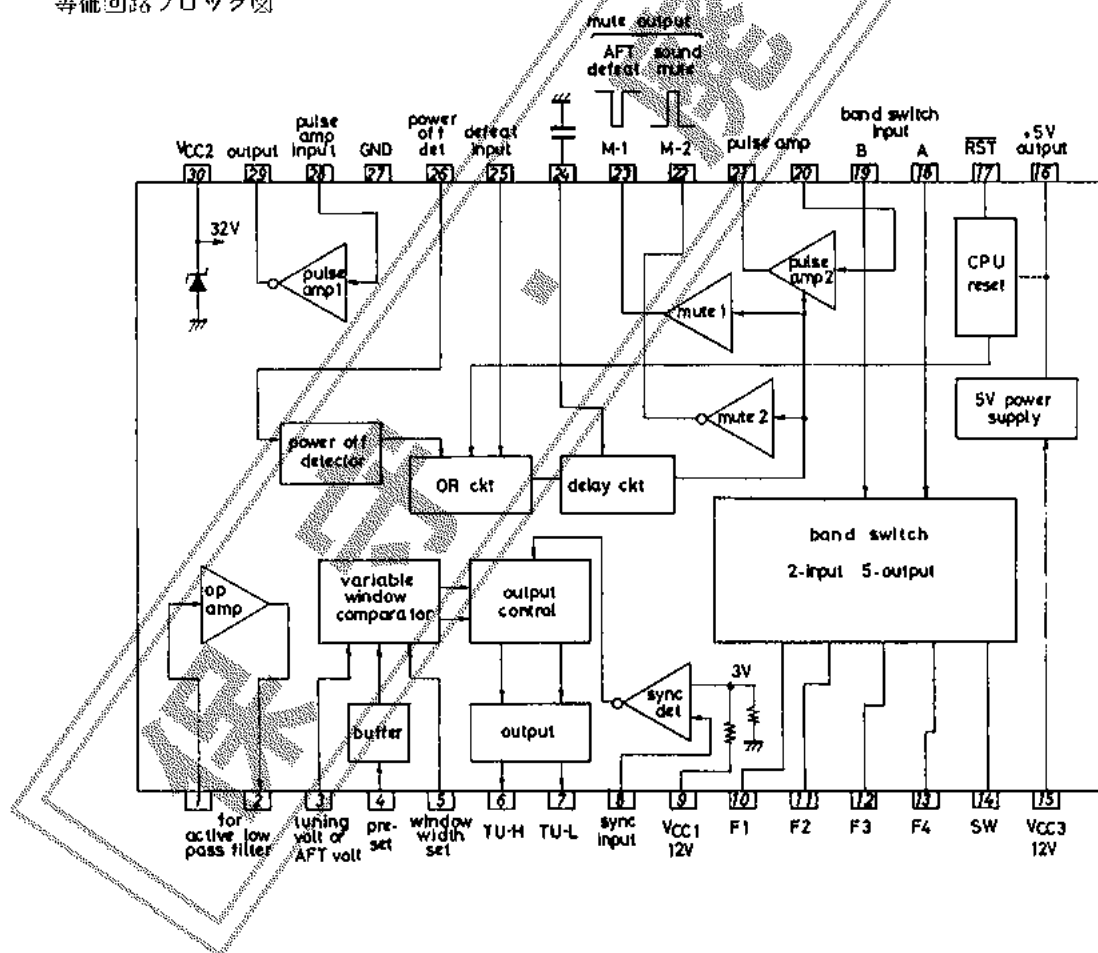 等価回路ブロック図
mute output
AFT defeat
sound mute
M-1
M-2
VCC2
output
pulse amp input
GND
power off det
defeat input
pulse amp
band switch input
B
A
RST
+5V output
30
29
28
27
26
25
24
23
22
21
20
19
18
17
16
32V
pulse amp1
pulse amp2
mute 1
mute 2
CPU reset
5V power supply
power off detector
OR ckt
delay ckt
band switch
2-input 5-output
op amp
variable window comparator
output control
buffer
output
sync det
3V
1
2
3
4
5
6
7
8
9
10
11
12
13
14
15
for active low pass filter
tuning volt or AFT volt
pre-set
window width set
TU-H
TU-L
sync input
VCC1 12V
F1
F2
F3
F4
SW
VCC3 12V